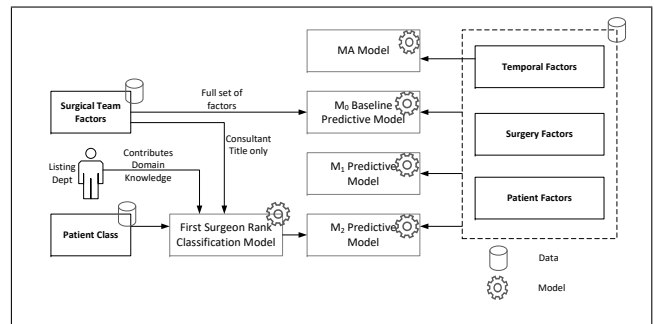 MA Model
Temporal Factors
Surgical Team
Factors
Full set of
factors
M₀ Baseline
Predictive Model
Surgery Factors
Consultant
Title only
Listing
Dept
Contributes
Domain
Knowledge
M₁ Predictive
Model
Patient Factors
Patient Class
First Surgeon Rank
Classification Model
M₂ Predictive
Model
Data
Model